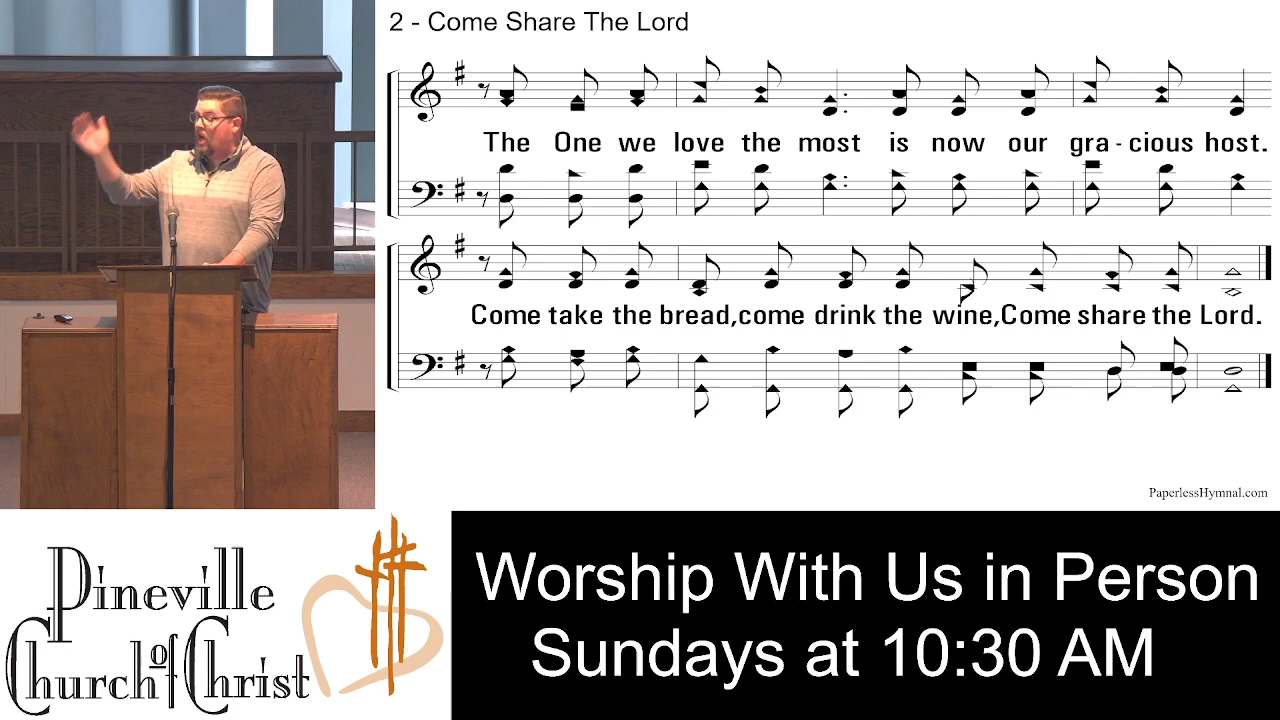 2 - Come Share The Lord
The One we love the most is now our gra - cious host.
Come take the bread,come drink the wine,Come share the Lord.
PaperlessHymnal.com
Pineville
Church of Christ
Worship With Us in Person
Sundays at 10:30 AM